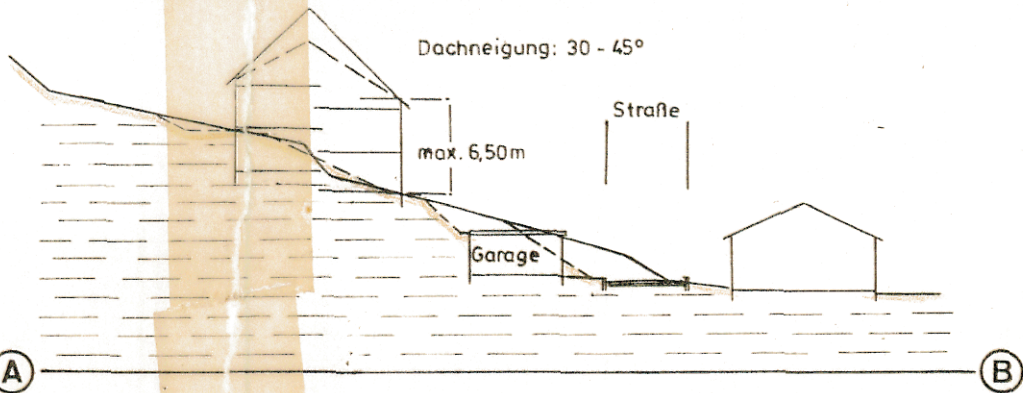 Dachneigung: 30 - 45°
Straße
max. 6,50m
Garage
A
B